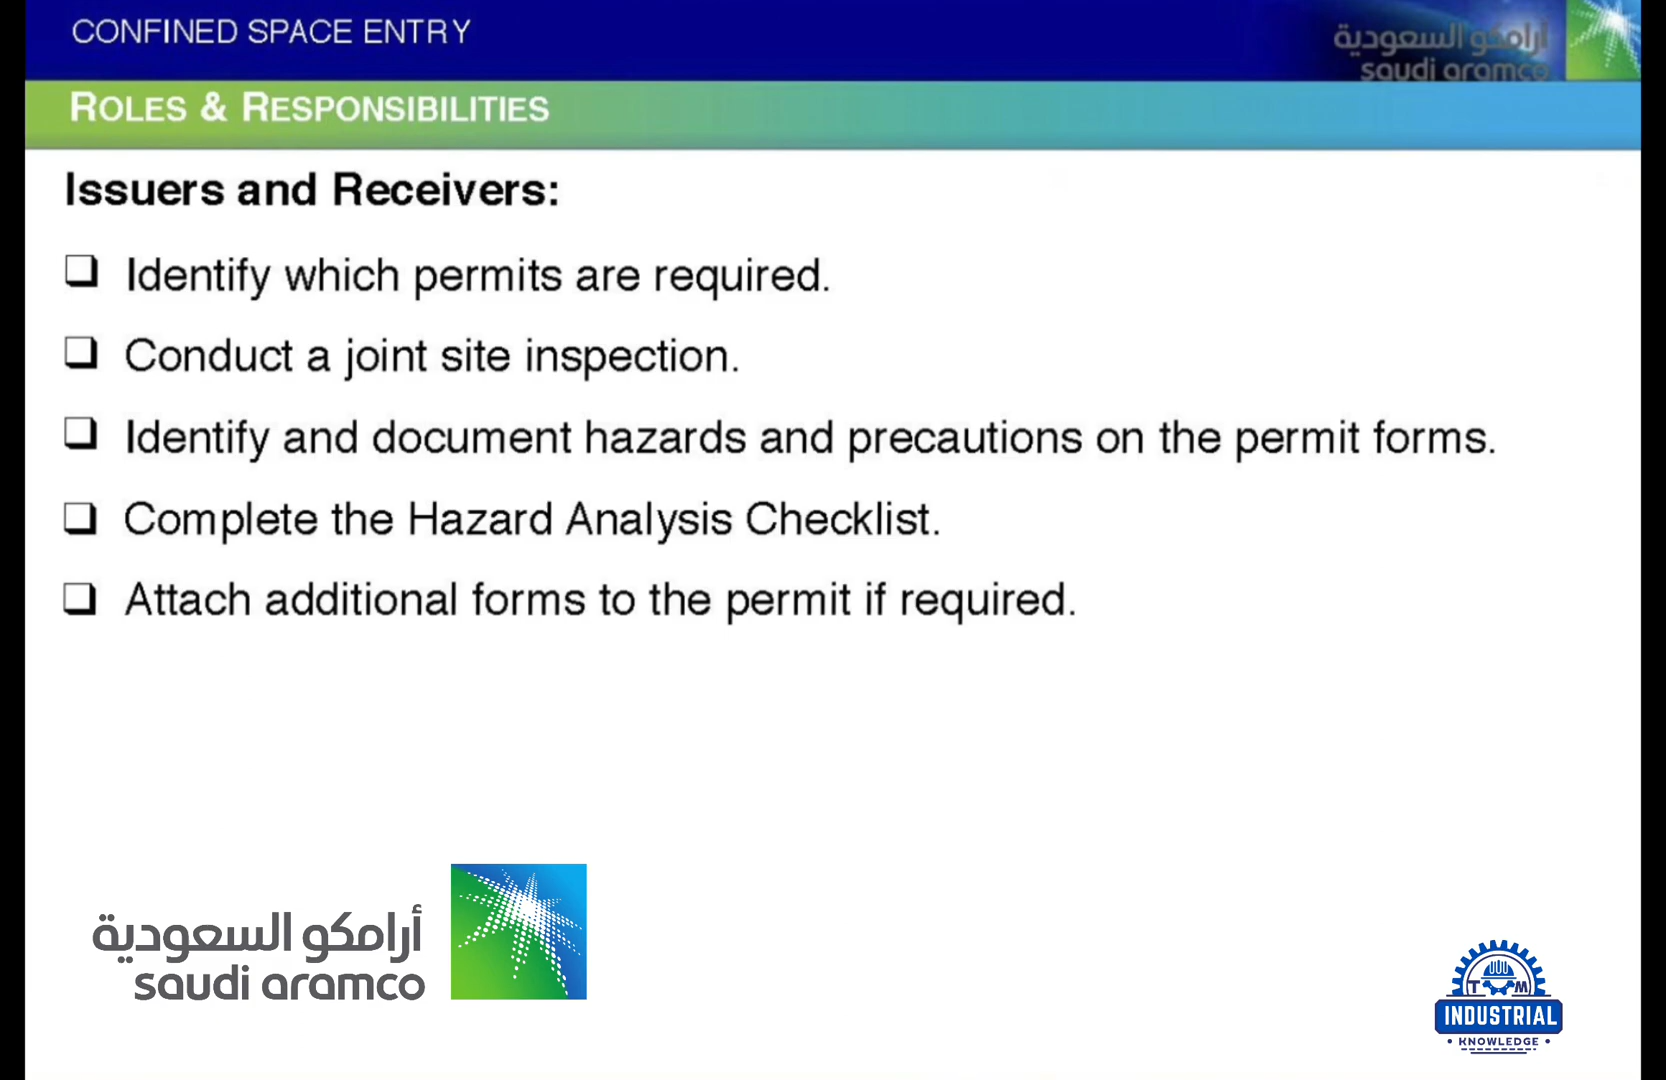 CONFINED SPACE ENTRY
أرامكو السعودية
saudi aramco
ROLES & RESPONSIBILITIES
Issuers and Receivers:
❑ Identify which permits are required.
❑ Conduct a joint site inspection.
❑ Identify and document hazards and precautions on the permit forms.
❑ Complete the Hazard Analysis Checklist.
❑ Attach additional forms to the permit if required.
أرامكو السعودية
saudi aramco
T M
INDUSTRIAL
• KNOWLEDGE •